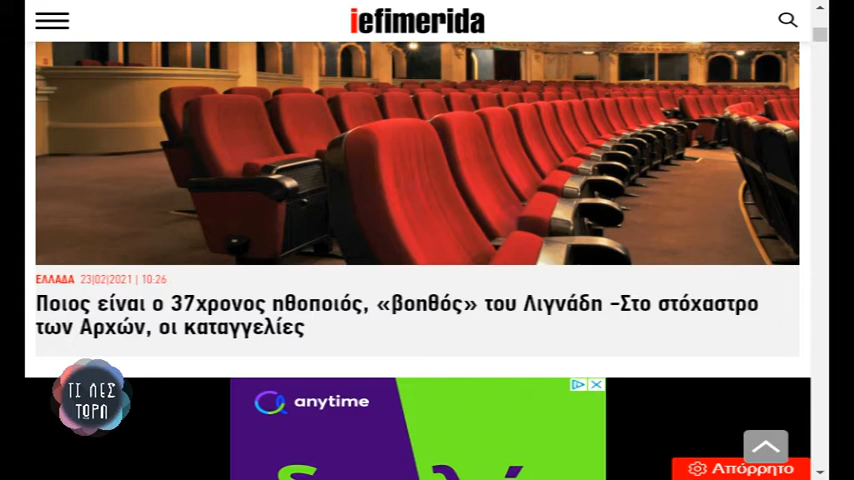 iefimerida
ΕΛΛΑΔΑ 23|02|2021 | 10:26
Ποιος είναι ο 37χρονος ηθοποιός, «βοηθός» του Λιγνάδη -Στο στόχαστρο
των Αρχών, οι καταγγελίες
ΤΙ ΛΕΣ
ΤΩΡΑ
anytime
Απόρρητο